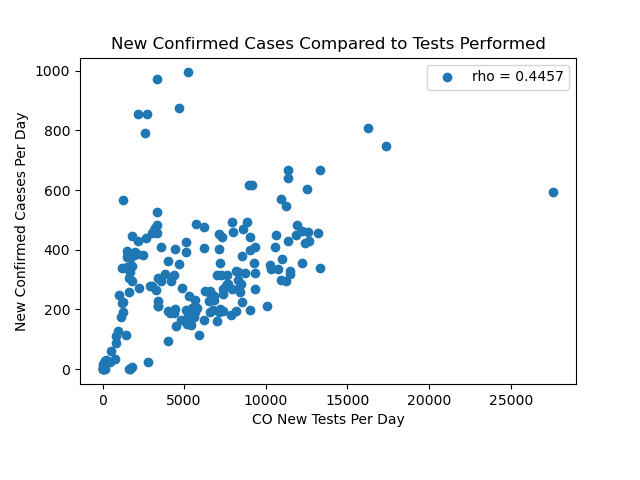 New Confirmed Cases Compared to Tests Performed
rho = 0.4457
1000
800
600
400
200
0
New Confirmed Caeses Per Day
0 5000 10000 15000 20000 25000
CO New Tests Per Day